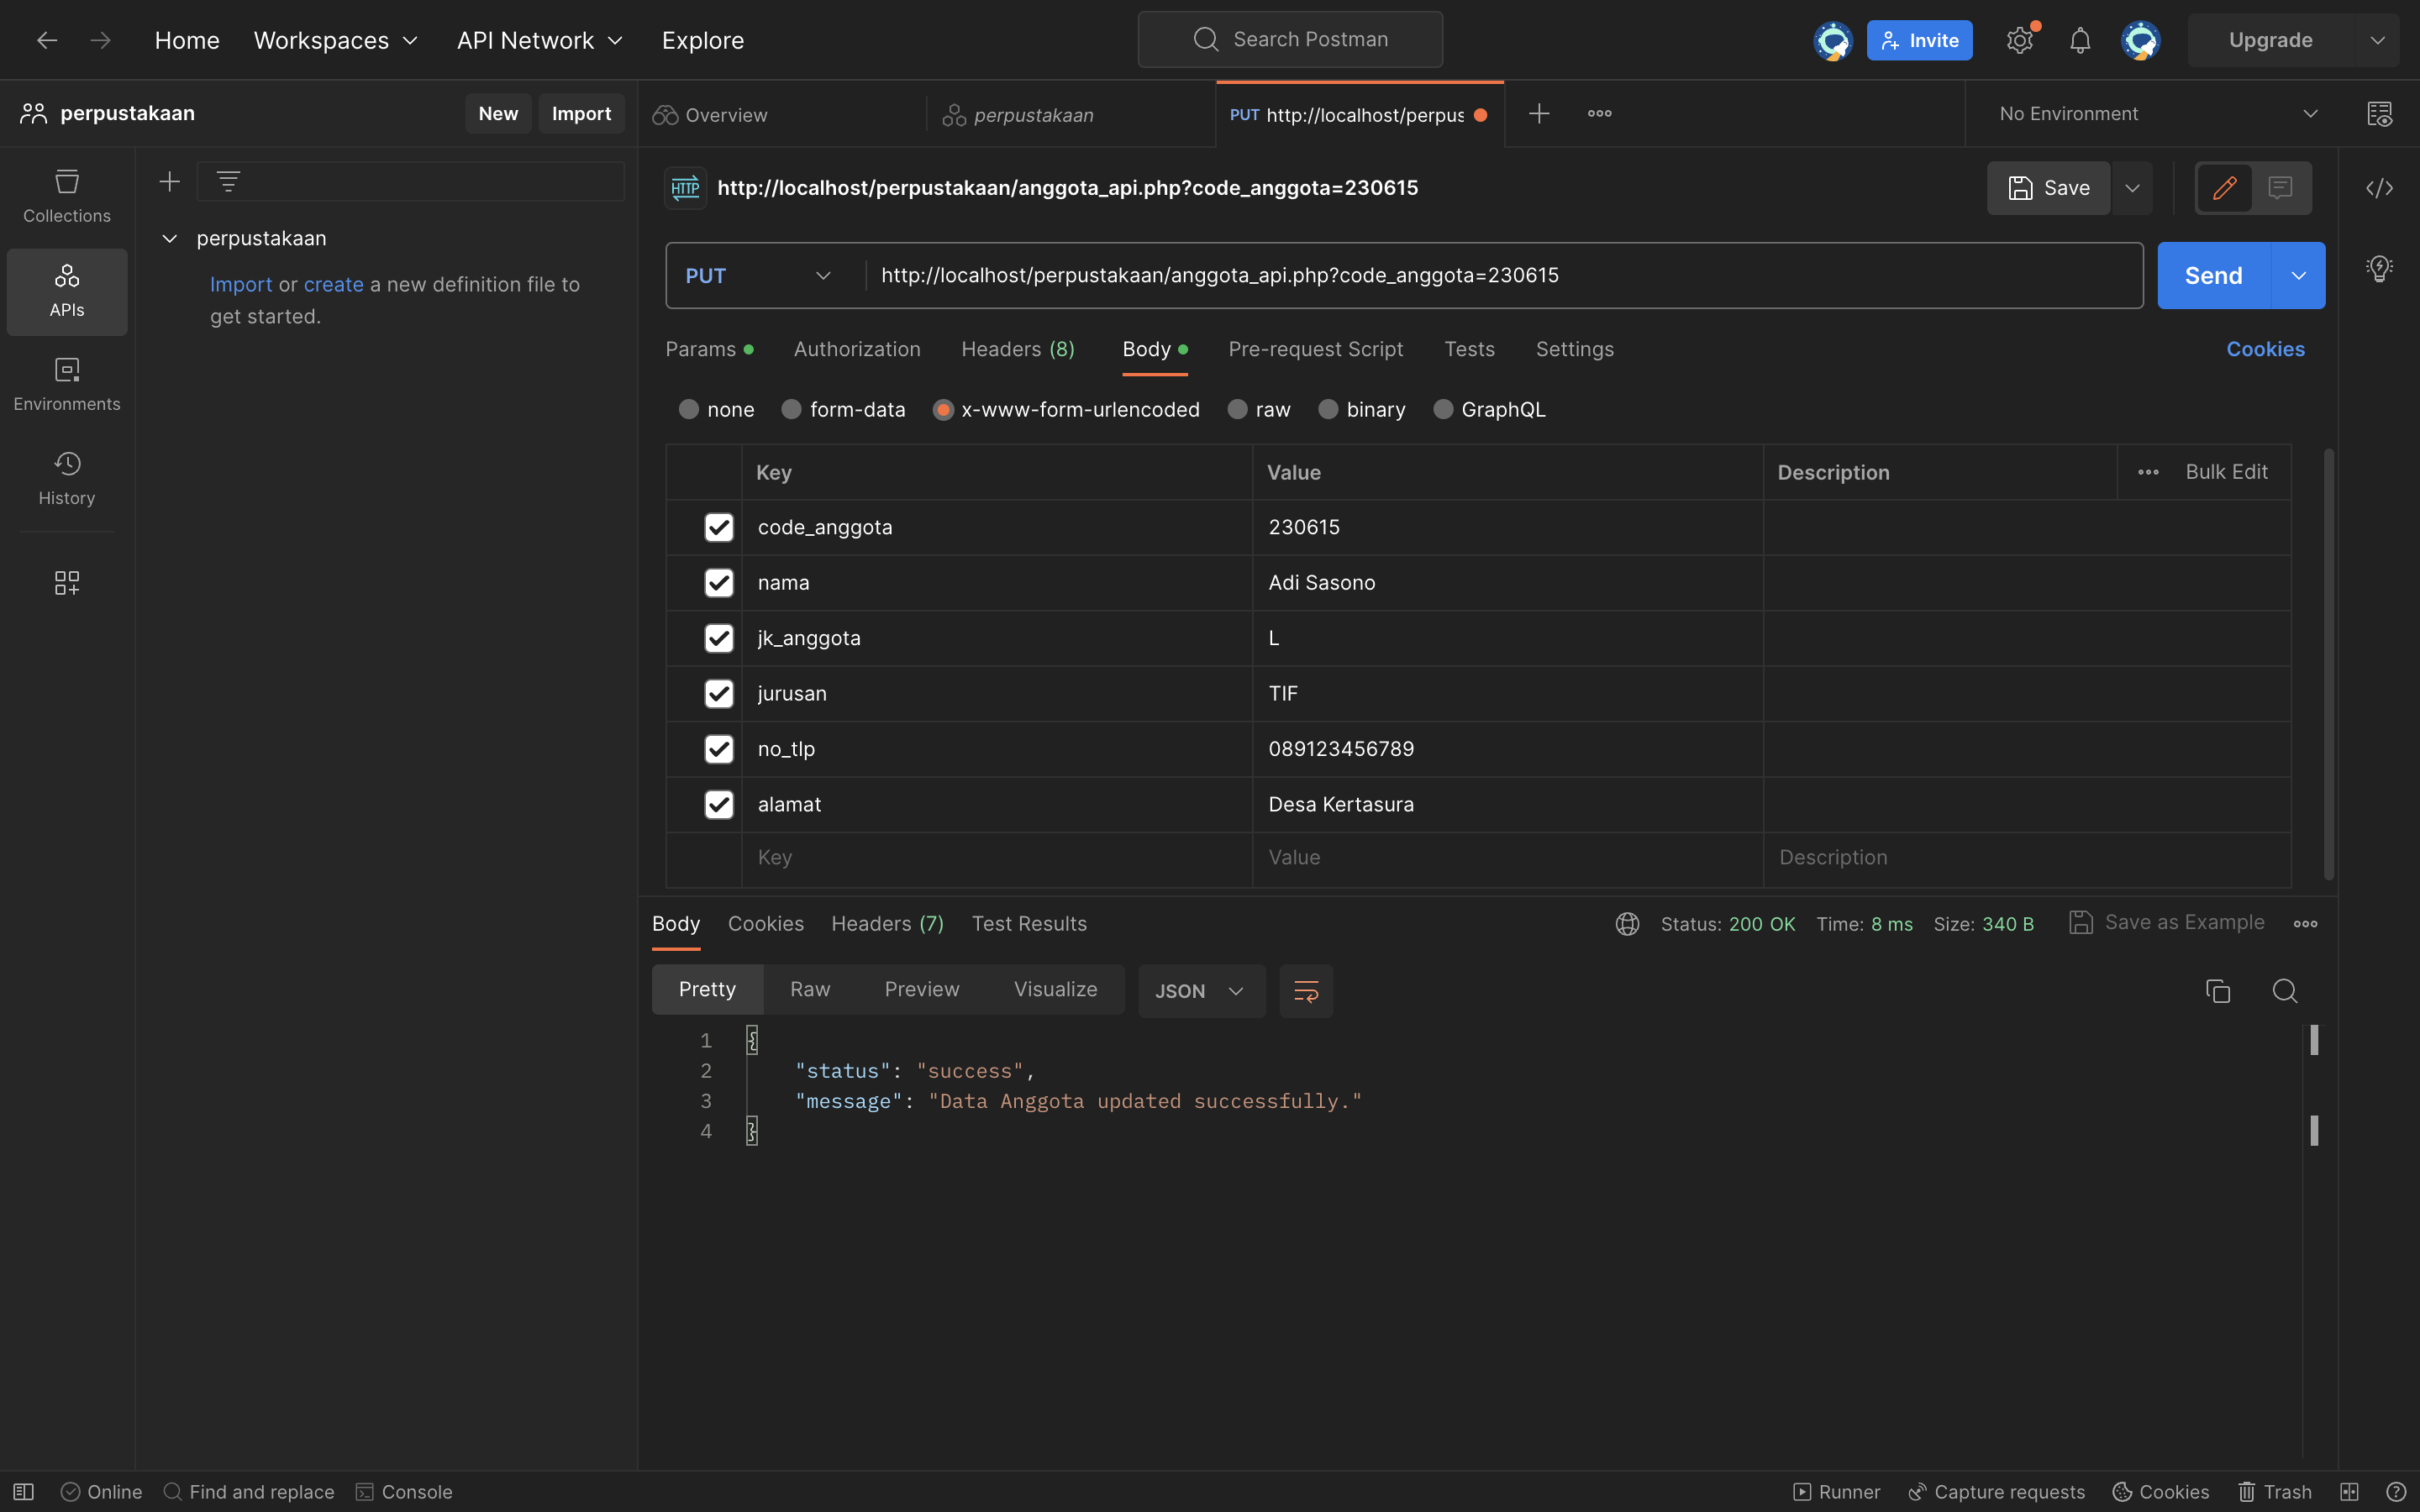 Home Workspaces API Network Explore Search Postman Invite Upgrade
perpustakaan New Import Overview perpustakaan PUT http://localhost/perpus No Environment
Collections
APIs
Environments
History
perpustakaan
Import or create a new definition file to
get started.
HTTP http://localhost/perpustakaan/anggota_api.php?code_anggota=230615 Save
PUT http://localhost/perpustakaan/anggota_api.php?code_anggota=230615 Send
Params Authorization Headers (8) Body Pre-request Script Tests Settings Cookies
none form-data x-www-form-urlencoded raw binary GraphQL
Key Value Description Bulk Edit
code_anggota 230615
nama Adi Sasono
jk_anggota L
jurusan TIF
no_tlp 089123456789
alamat Desa Kertasura
Key Value Description
Body Cookies Headers (7) Test Results Status: 200 OK Time: 8 ms Size: 340 B Save as Example
Pretty Raw Preview Visualize JSON
1 {
2 "status": "success",
3 "message": "Data Anggota updated successfully."
4 }
Online Find and replace Console Runner Capture requests Cookies Trash